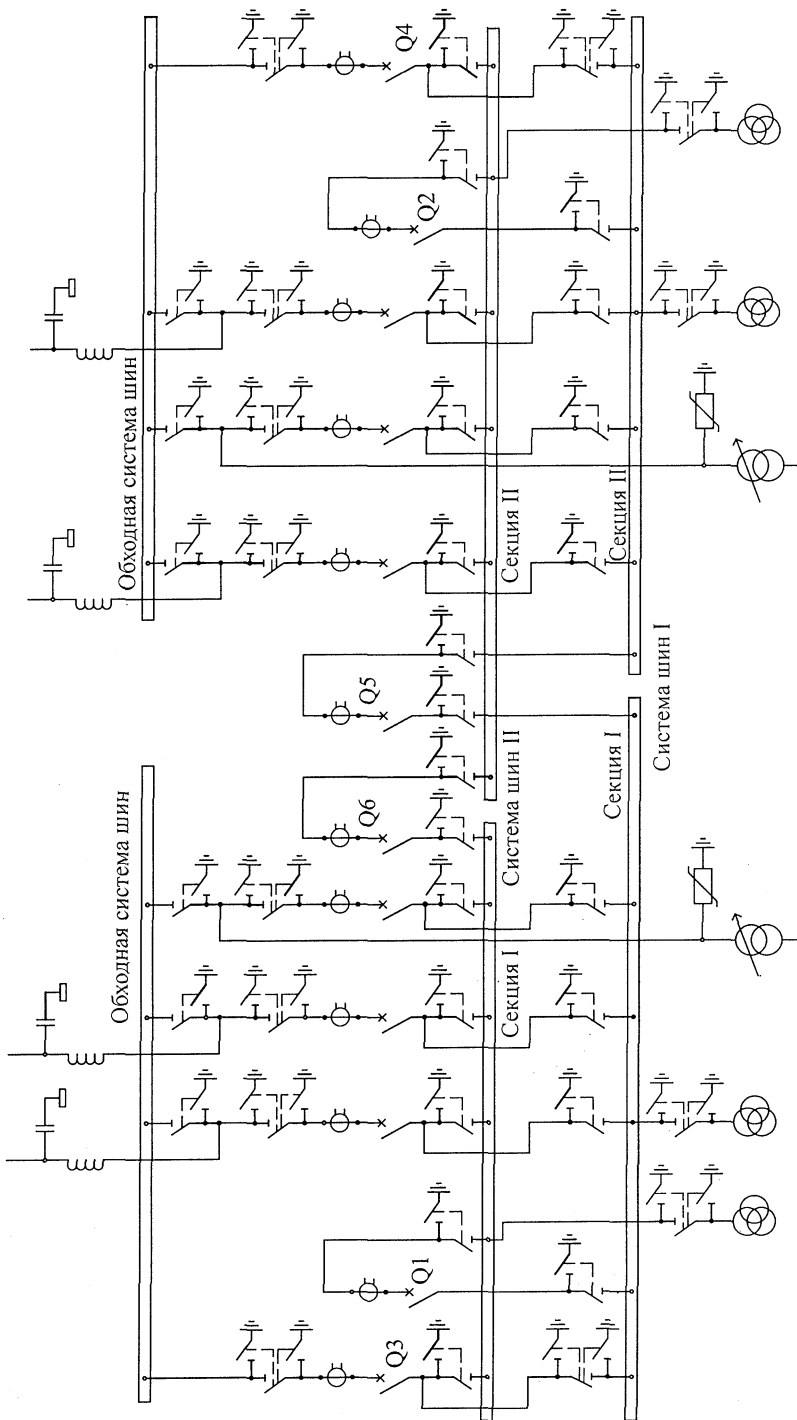 Обходная система шин
Q3
Q1
Секция I
Система шин II
Q6
Q5
Секция I
Система шин I
Обходная система шин
Секция II
Секция II
Q2
Q4